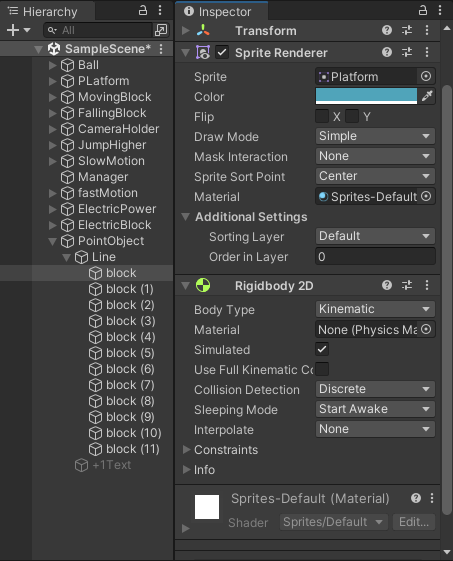 Hierarchy
All
SampleScene*
Ball
PLatform
MovingBlock
FallingBlock
CameraHolder
JumpHigher
SlowMotion
Manager
fastMotion
ElectricPower
ElectricBlock
PointObject
Line
block
block (1)
block (2)
block (3)
block (4)
block (5)
block (6)
block (7)
block (8)
block (9)
block (10)
block (11)
+1Text
Inspector
Transform
Sprite Renderer
Sprite Platform
Color
Flip X Y
Draw Mode Simple
Mask Interaction None
Sprite Sort Point Center
Material Sprites-Default
Additional Settings
Sorting Layer Default
Order in Layer 0
Rigidbody 2D
Body Type Kinematic
Material None (Physics Ma
Simulated
Use Full Kinematic Co
Collision Detection Discrete
Sleeping Mode Start Awake
Interpolate None
Constraints
Info
Sprites-Default (Material)
Shader Sprites/Default Edit...